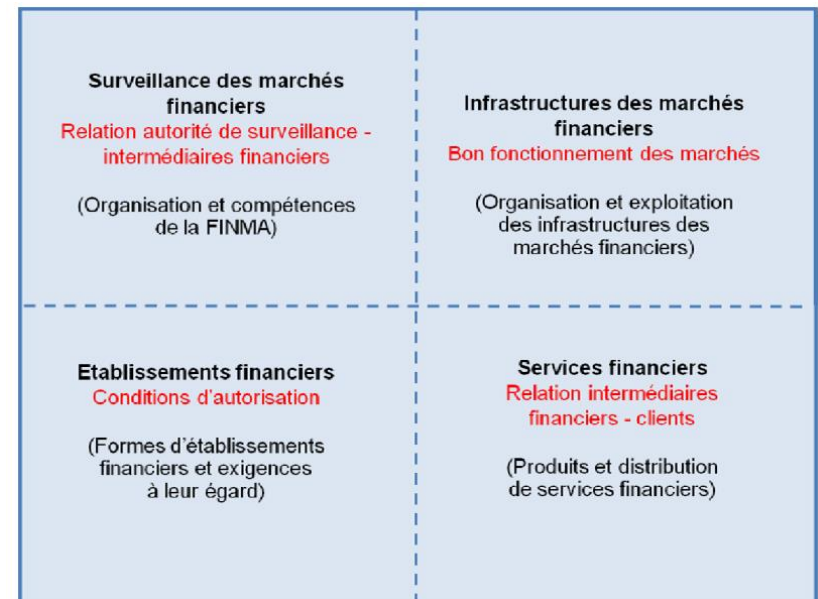 Surveillance des marchés
financiers
Relation autorité de surveillance -
intermédiaires financiers
(Organisation et compétences
de la FINMA)
Infrastructures des marchés
financiers
Bon fonctionnement des marchés
(Organisation et exploitation
des infrastructures des
marchés financiers)
Etablissements financiers
Conditions d'autorisation
(Formes d'établissements
financiers et exigences
à leur égard)
Services financiers
Relation intermédiaires
financiers - clients
(Produits et distribution
de services financiers)